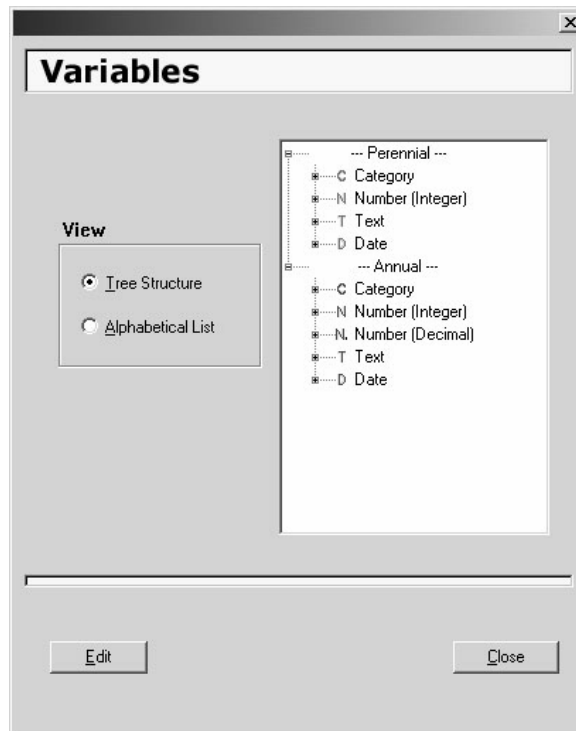 Variables
View
Tree Structure
Alphabetical List
--- Perennial ---
C Category
N Number (Integer)
T Text
D Date
--- Annual ---
C Category
N Number (Integer)
N. Number (Decimal)
T Text
D Date
Edit
Close